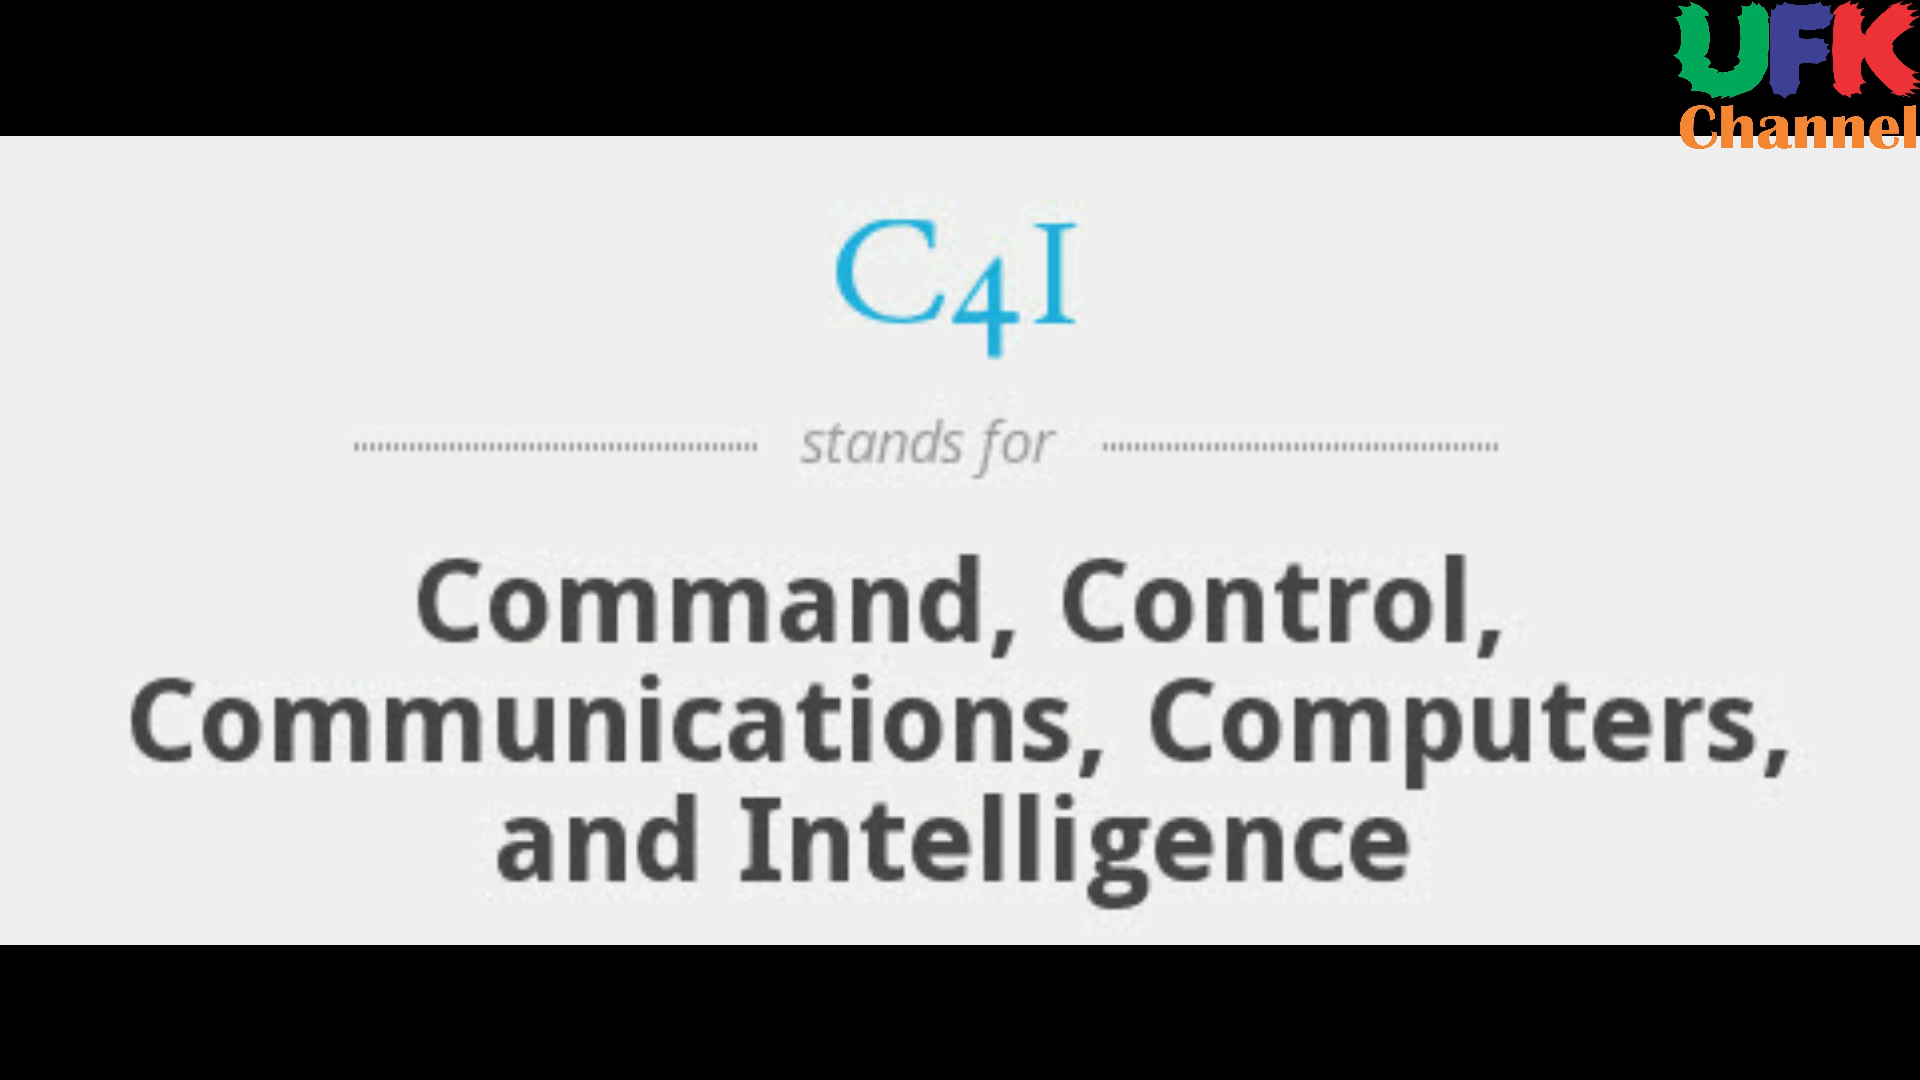 UFK
Channel
C4I
stands for
Command, Control,
Communications, Computers,
and Intelligence